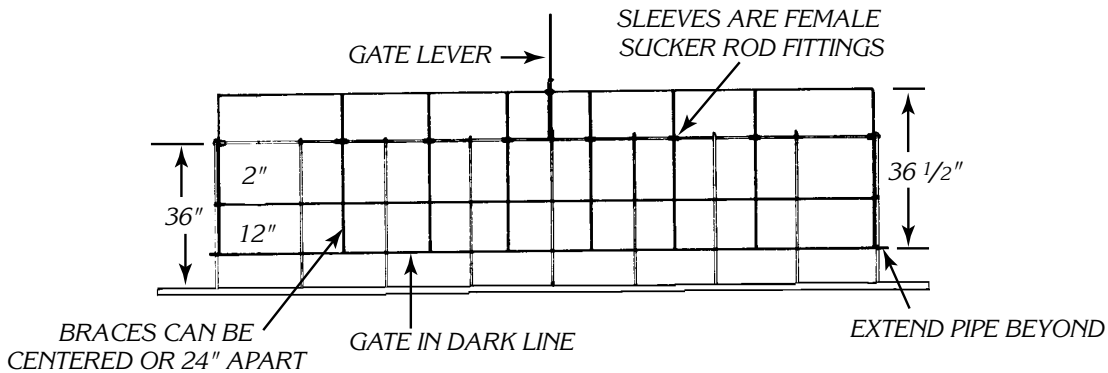 SLEEVES ARE FEMALE
SUCKER ROD FITTINGS
GATE LEVER
2"
36 1/2"
36"
12"
BRACES CAN BE
CENTERED OR 24" APART
GATE IN DARK LINE
EXTEND PIPE BEYOND